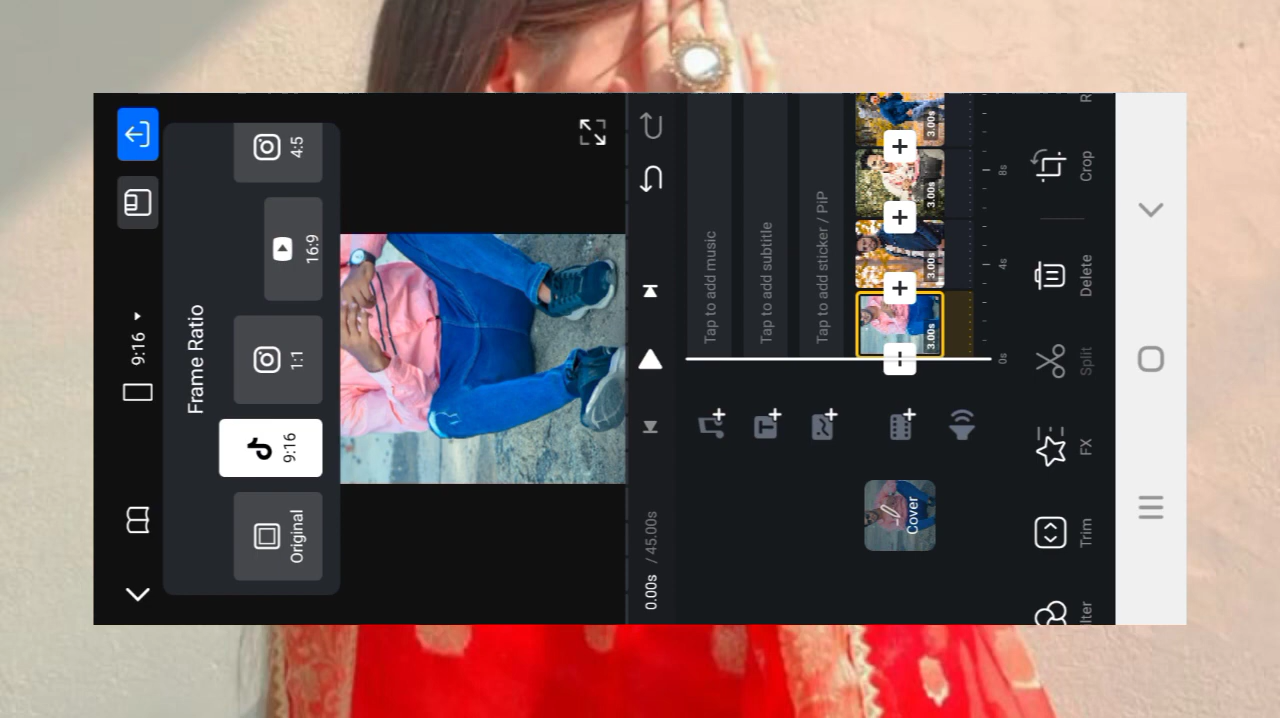 9:16
Frame Ratio
Original
9:16
1:1
16:9
4:5
0.00s / 45.00s
Tap to add music
Tap to add subtitle
Tap to add sticker / PiP
Cover
3.00s
3.00s
3.00s
3.00s
0s
4s
8s
lter
Trim
FX
Split
Delete
Crop
R